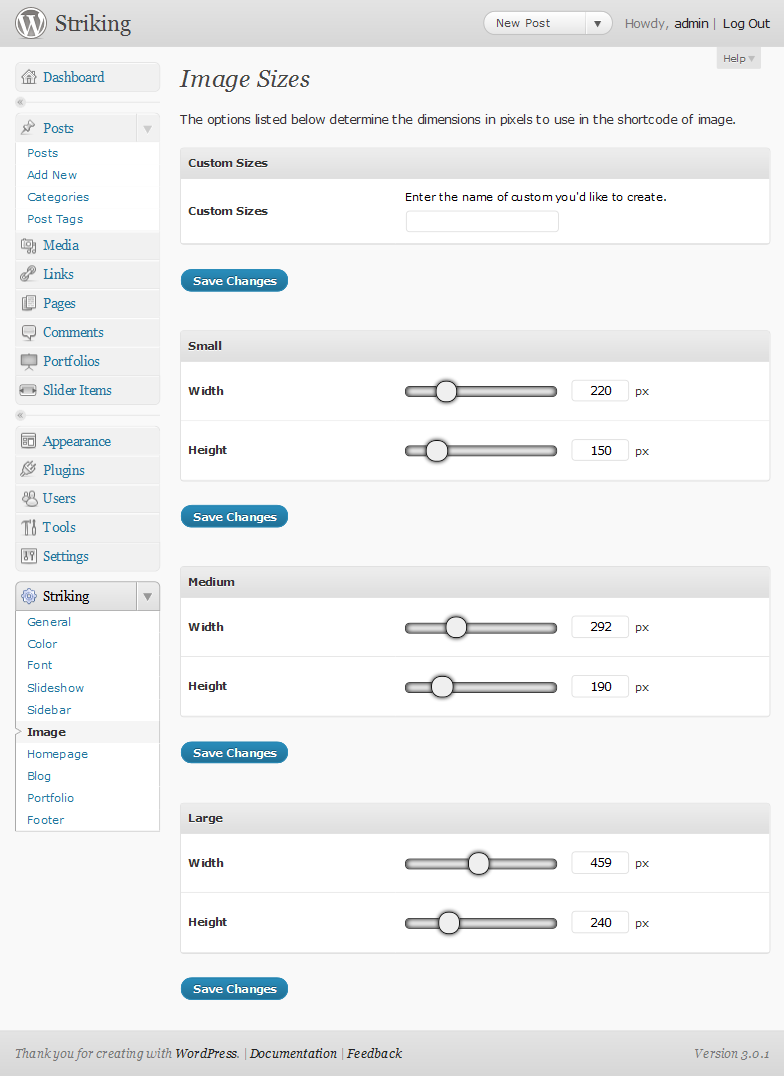 Striking
New Post
Howdy, admin | Log Out
Help
Dashboard
Posts
Posts
Add New
Categories
Post Tags
Media
Links
Pages
Comments
Portfolios
Slider Items
Appearance
Plugins
Users
Tools
Settings
Striking
General
Color
Font
Slideshow
Sidebar
Image
Homepage
Blog
Portfolio
Footer
Image Sizes
The options listed below determine the dimensions in pixels to use in the shortcode of image.
Custom Sizes
Custom Sizes
Enter the name of custom you'd like to create.
Save Changes
Small
Width 220 px
Height 150 px
Save Changes
Medium
Width 292 px
Height 190 px
Save Changes
Large
Width 459 px
Height 240 px
Save Changes
Thank you for creating with WordPress. | Documentation | Feedback
Version 3.0.1